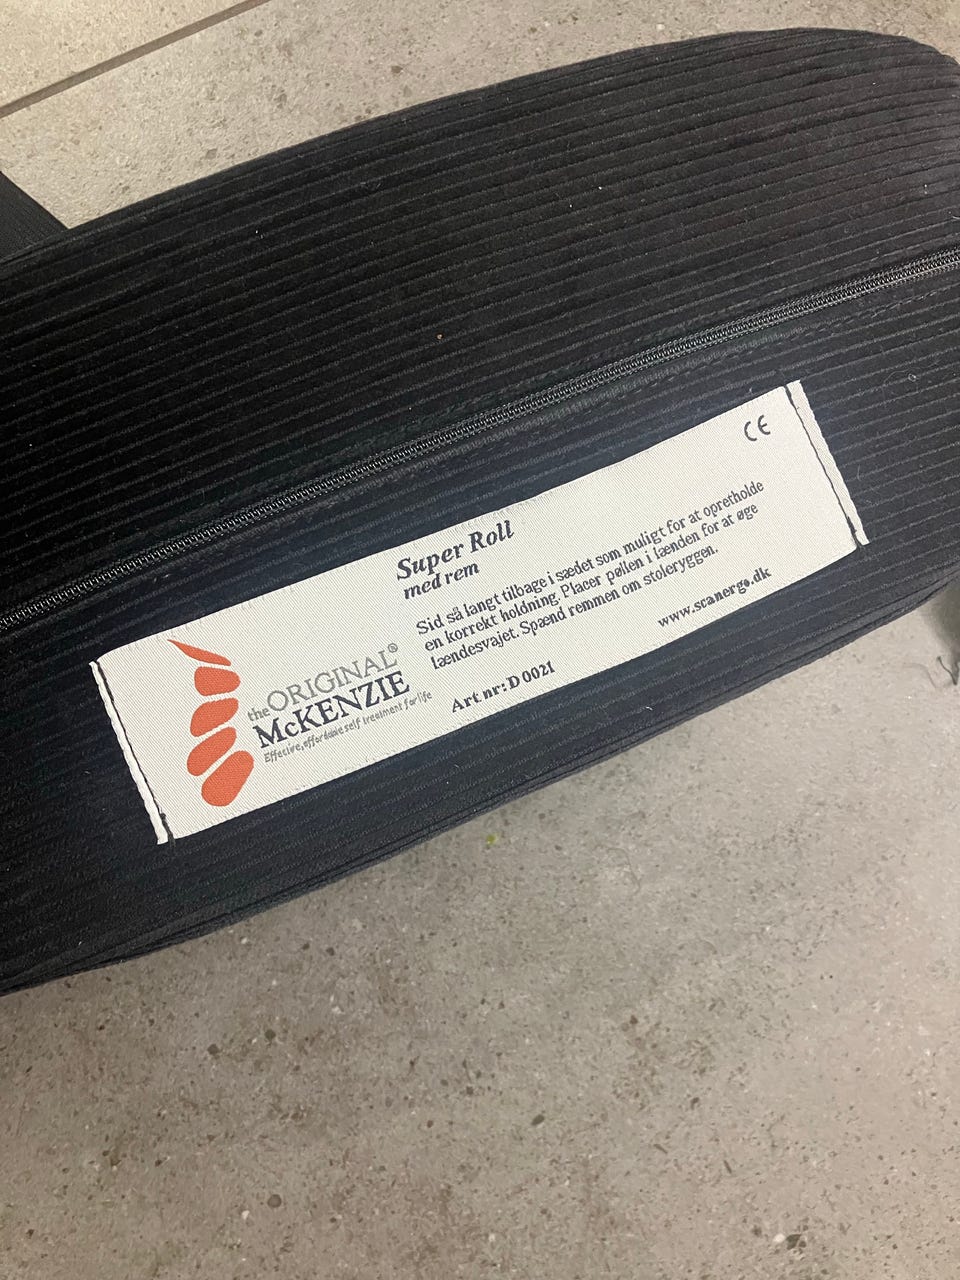 CE
Super Roll
med rem
Sid så langt tilbage i sædet som muligt for at opretholde
en korrekt holdning. Placer pøllen i lænden for at øge
lændesvajet. Spænd remmen om stoleryggen.
www.scanergo.dk
Art nr: D 0021
the ORIGINAL®
McKENZIE
Effective, affordable self treatment for life